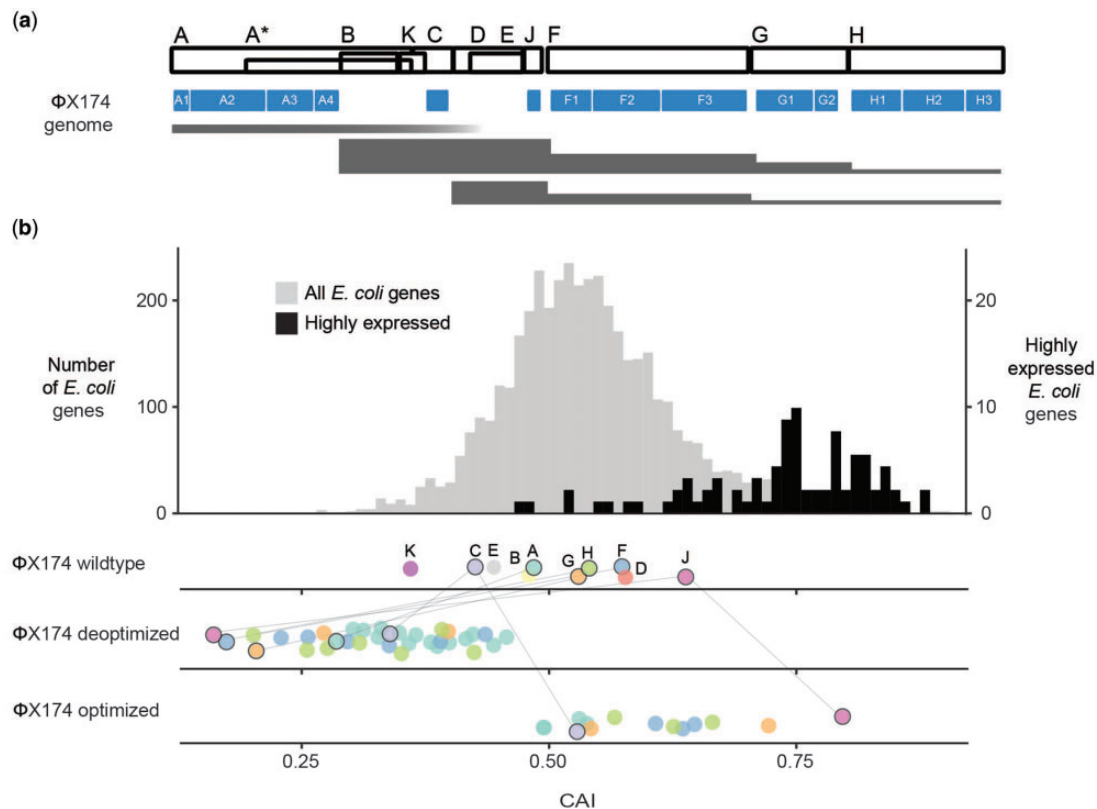 (a)
A A* B K C D E J F G H
ΦX174
genome
A1 A2 A3 A4 F1 F2 F3 G1 G2 H1 H2 H3
(b)
All E. coli genes
Highly expressed
Number
of E. coli
genes
200
100
0
Highly
expressed
E. coli
genes
20
10
0
ΦX174 wildtype
K C E B A G H F D J
ΦX174 deoptimized
ΦX174 optimized
0.25 0.50 0.75
CAI